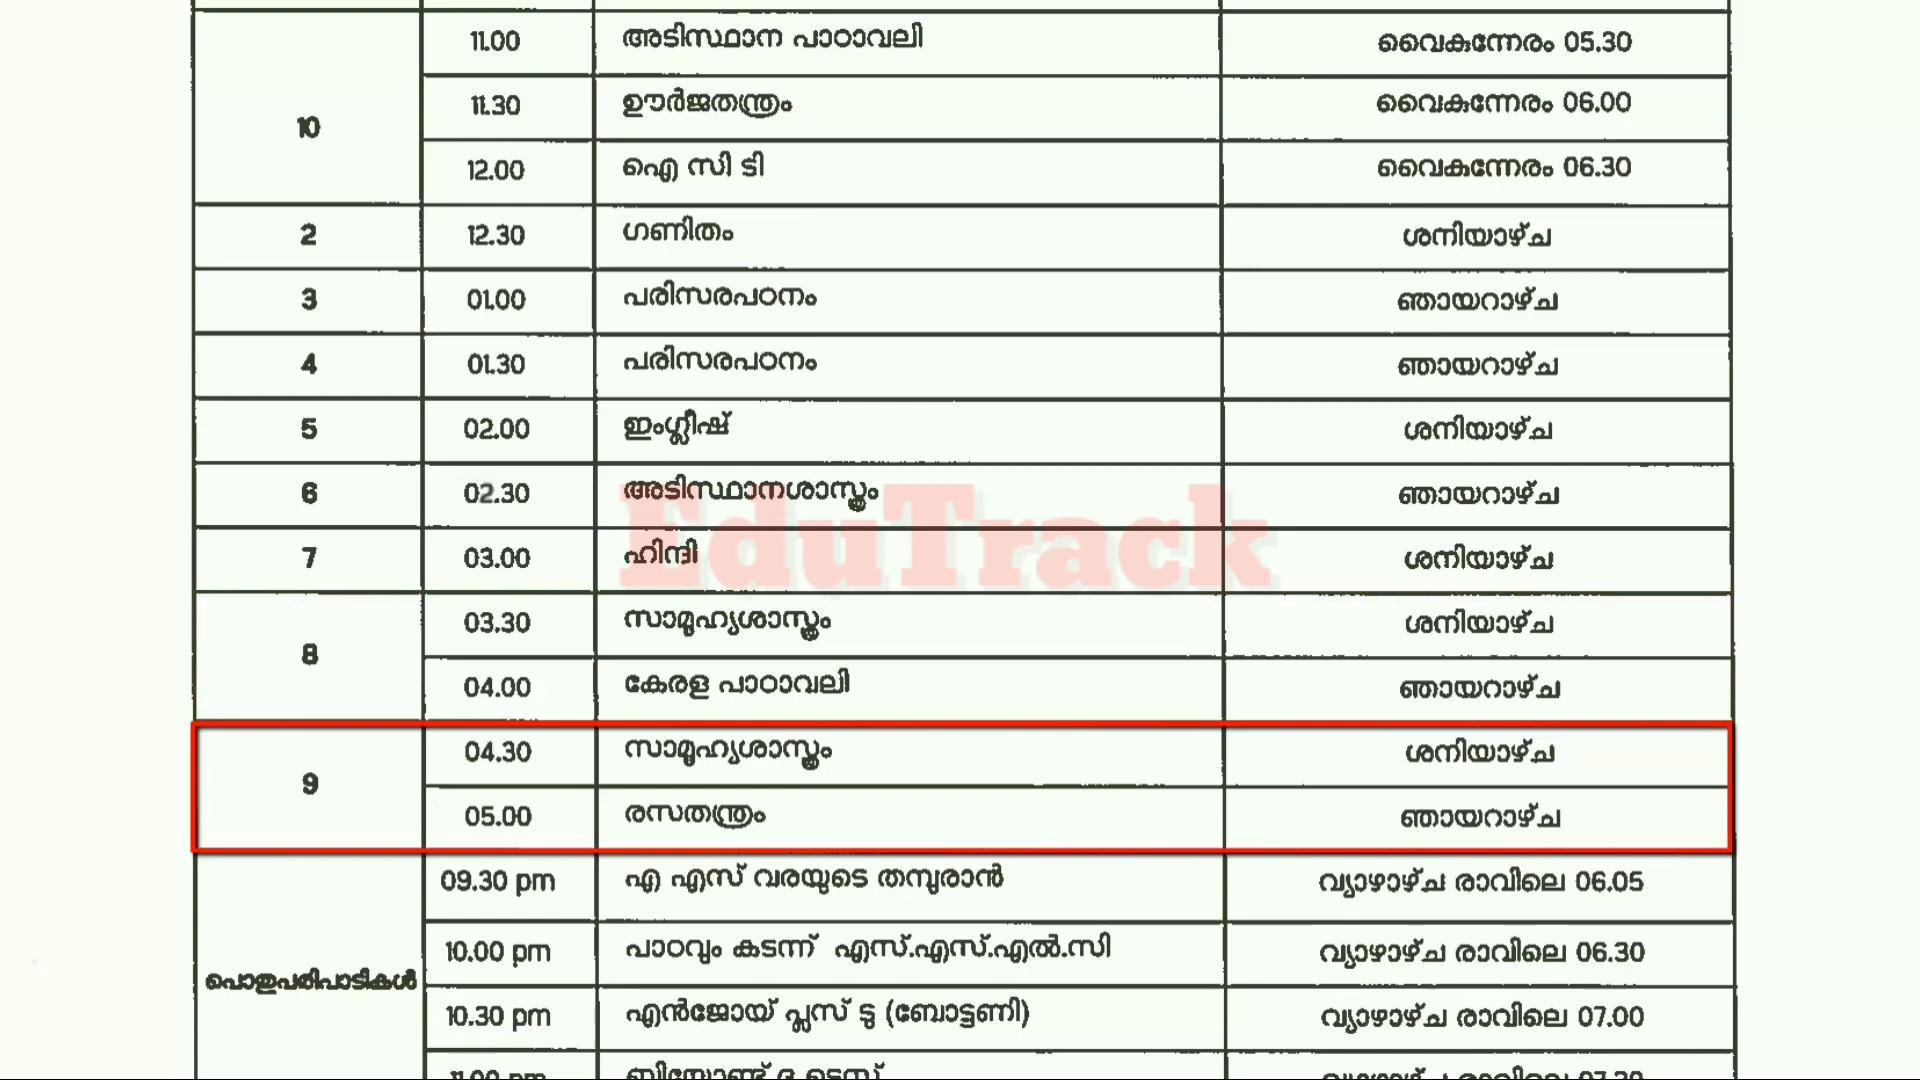 10
11.00 അടിസ്ഥാന പാഠാവലി വൈകുന്നേരം 05.30
11.30 ഊർജതന്ത്രം വൈകുന്നേരം 06.00
12.00 ഐ സി ടി വൈകുന്നേരം 06.30
2 12.30 ഗണിതം ശനിയാഴ്ച
3 01.00 പരിസരപഠനം ഞായറാഴ്ച
4 01.30 പരിസരപഠനം ഞായറാഴ്ച
5 02.00 ഇംഗ്ലീഷ് ശനിയാഴ്ച
6 02.30 അടിസ്ഥാനശാസ്ത്രം ഞായറാഴ്ച
EduTrack
7 03.00 ഹിന്ദി ശനിയാഴ്ച
8
03.30 സാമൂഹ്യശാസ്ത്രം ശനിയാഴ്ച
04.00 കേരള പാഠാവലി ഞായറാഴ്ച
9
04.30 സാമൂഹ്യശാസ്ത്രം ശനിയാഴ്ച
05.00 രസതന്ത്രം ഞായറാഴ്ച
പൊതുപരിപാടികൾ
09.30 pm എ എസ് വരയുടെ തമ്പുരാൻ വ്യാഴാഴ്ച രാവിലെ 06.05
10.00 pm പാഠവും കടന്ന് എസ്.എസ്.എൽ.സി വ്യാഴാഴ്ച രാവിലെ 06.30
10.30 pm എൻജോയ് പ്ലസ് ടു (ബോട്ടണി) വ്യാഴാഴ്ച രാവിലെ 07.00